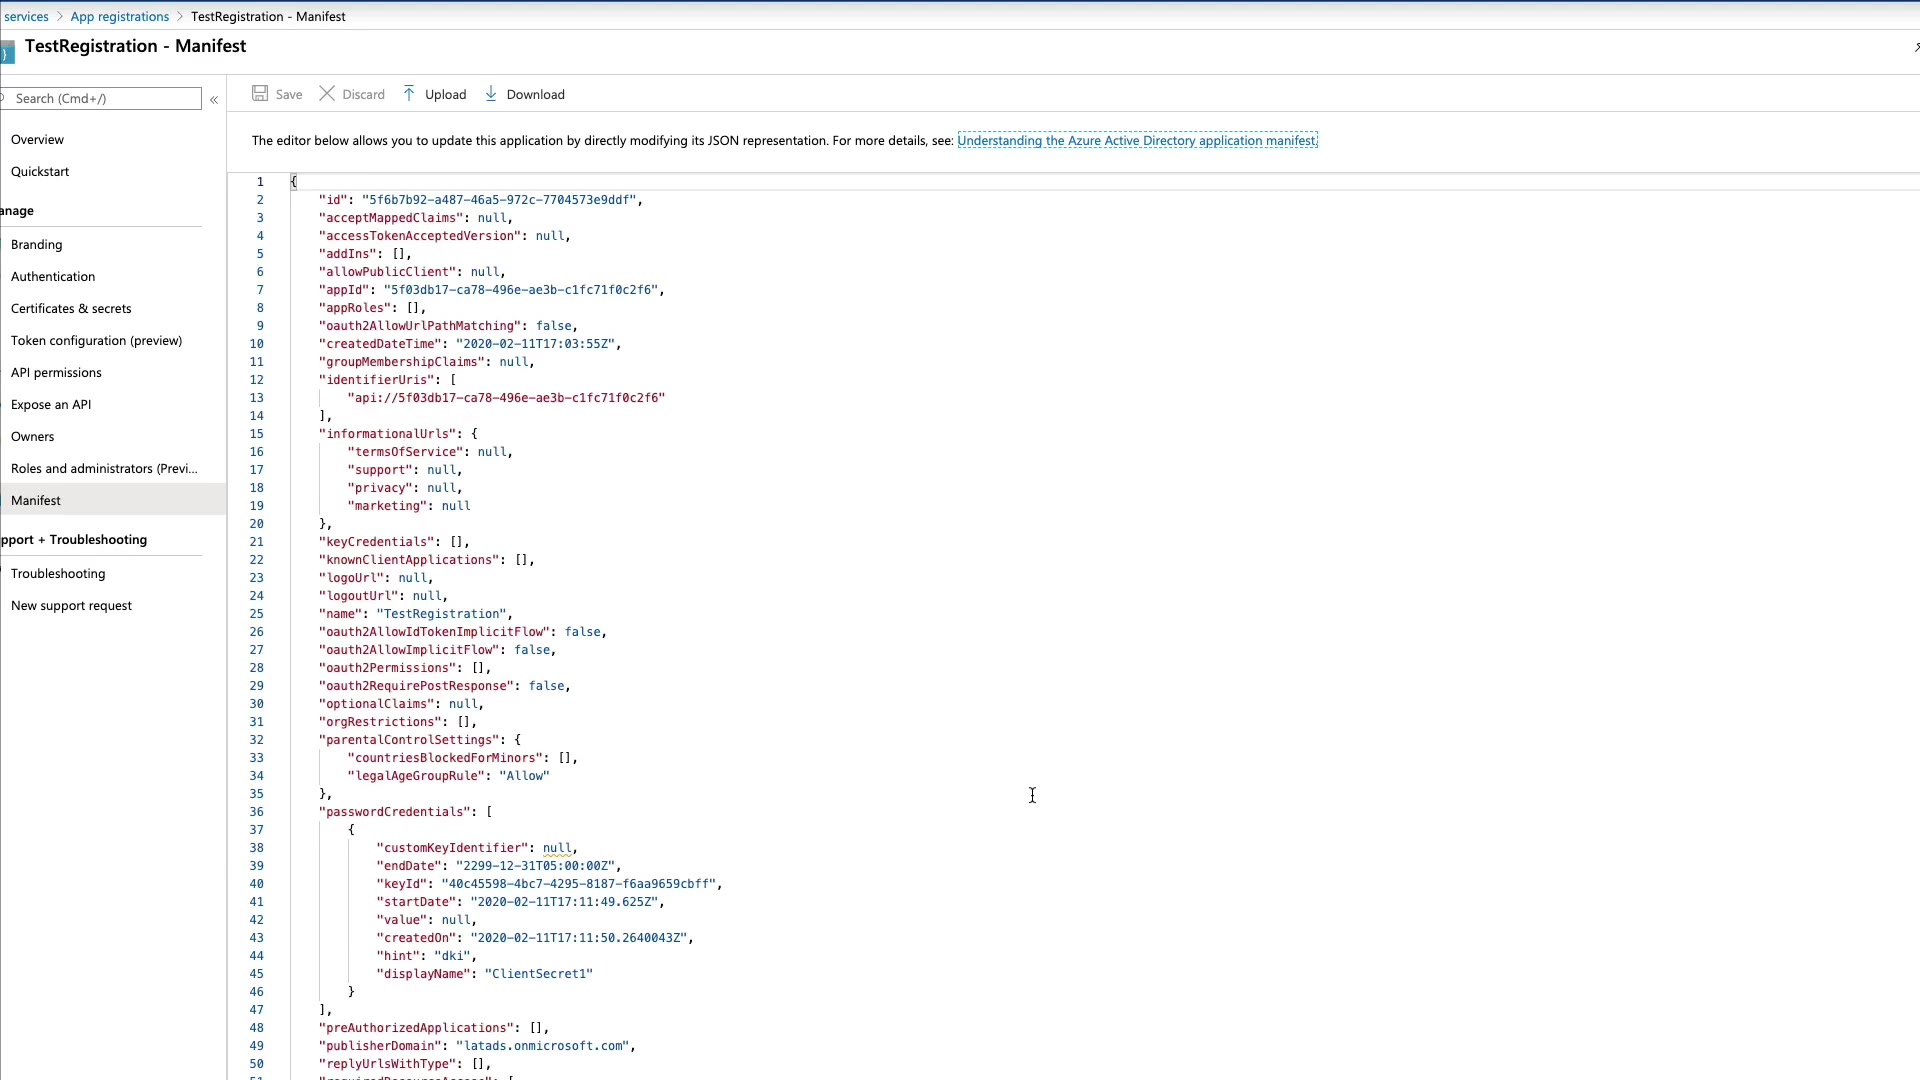 services > App registrations > TestRegistration - Manifest
TestRegistration - Manifest
Search (Cmd+/)
«
Overview
Quickstart
anage
Branding
Authentication
Certificates & secrets
Token configuration (preview)
API permissions
Expose an API
Owners
Roles and administrators (Previ...
Manifest
pport + Troubleshooting
Troubleshooting
New support request
Save Discard Upload Download
The editor below allows you to update this application by directly modifying its JSON representation. For more details, see: Understanding the Azure Active Directory application manifest.
1 {
2 "id": "5f6b7b92-a487-46a5-972c-7704573e9ddf",
3 "acceptMappedClaims": null,
4 "accessTokenAcceptedVersion": null,
5 "addIns": [],
6 "allowPublicClient": null,
7 "appId": "5f03db17-ca78-496e-ae3b-c1fc71f0c2f6",
8 "appRoles": [],
9 "oauth2AllowUrlPathMatching": false,
10 "createdDateTime": "2020-02-11T17:03:55Z",
11 "groupMembershipClaims": null,
12 "identifierUris": [
13 "api://5f03db17-ca78-496e-ae3b-c1fc71f0c2f6"
14 ],
15 "informationalUrls": {
16 "termsOfService": null,
17 "support": null,
18 "privacy": null,
19 "marketing": null
20 },
21 "keyCredentials": [],
22 "knownClientApplications": [],
23 "logoUrl": null,
24 "logoutUrl": null,
25 "name": "TestRegistration",
26 "oauth2AllowIdTokenImplicitFlow": false,
27 "oauth2AllowImplicitFlow": false,
28 "oauth2Permissions": [],
29 "oauth2RequirePostResponse": false,
30 "optionalClaims": null,
31 "orgRestrictions": [],
32 "parentalControlSettings": {
33 "countriesBlockedForMinors": [],
34 "legalAgeGroupRule": "Allow"
35 },
36 "passwordCredentials": [
37 {
38 "customKeyIdentifier": null,
39 "endDate": "2299-12-31T05:00:00Z",
40 "keyId": "40c45598-4bc7-4295-8187-f6aa9659cbff",
41 "startDate": "2020-02-11T17:11:49.625Z",
42 "value": null,
43 "createdOn": "2020-02-11T17:11:50.2640043Z",
44 "hint": "dki",
45 "displayName": "ClientSecret1"
46 }
47 ],
48 "preAuthorizedApplications": [],
49 "publisherDomain": "latads.onmicrosoft.com",
50 "replyUrlsWithType": [],